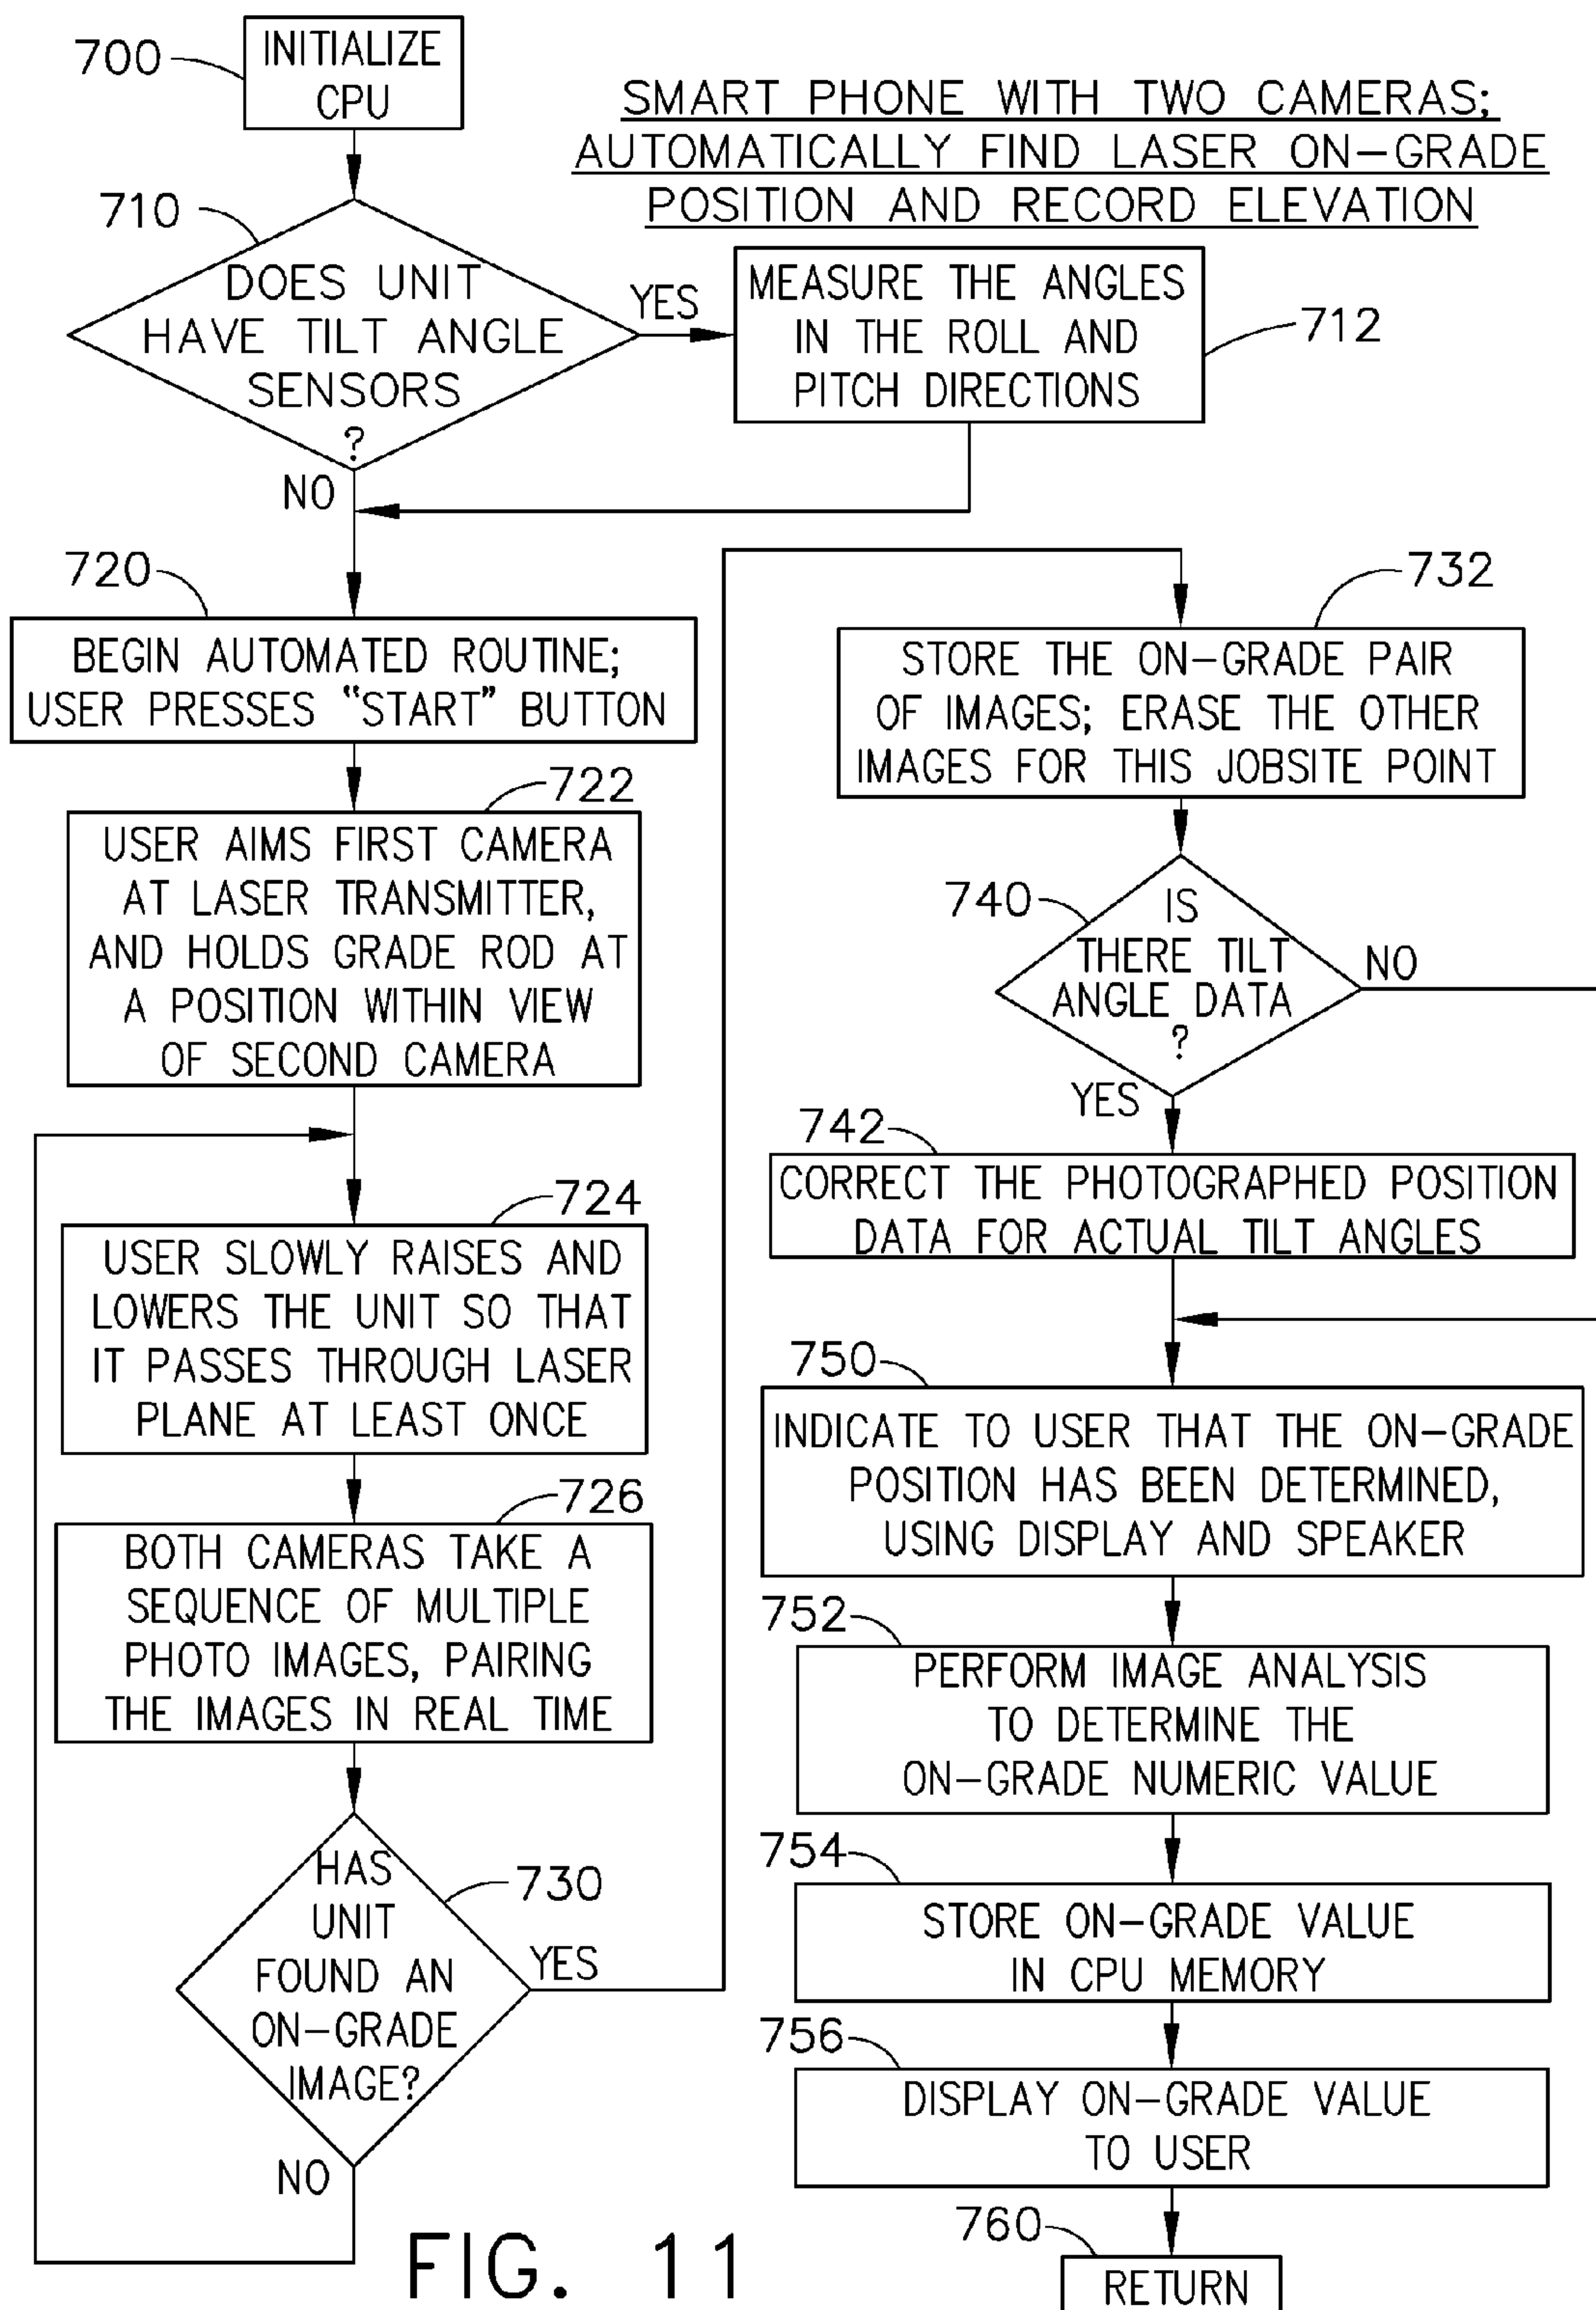 700
INITIALIZE
CPU
SMART PHONE WITH TWO CAMERAS;
AUTOMATICALLY FIND LASER ON-GRADE
POSITION AND RECORD ELEVATION
710
DOES UNIT
HAVE TILT ANGLE
SENSORS
?
YES
NO
MEASURE THE ANGLES
IN THE ROLL AND
PITCH DIRECTIONS
712
720
BEGIN AUTOMATED ROUTINE;
USER PRESSES “START” BUTTON
722
USER AIMS FIRST CAMERA
AT LASER TRANSMITTER,
AND HOLDS GRADE ROD AT
A POSITION WITHIN VIEW
OF SECOND CAMERA
724
USER SLOWLY RAISES AND
LOWERS THE UNIT SO THAT
IT PASSES THROUGH LASER
PLANE AT LEAST ONCE
726
BOTH CAMERAS TAKE A
SEQUENCE OF MULTIPLE
PHOTO IMAGES, PAIRING
THE IMAGES IN REAL TIME
730
HAS
UNIT
FOUND AN
ON-GRADE
IMAGE?
YES
NO
732
STORE THE ON-GRADE PAIR
OF IMAGES; ERASE THE OTHER
IMAGES FOR THIS JOBSITE POINT
740
IS
THERE TILT
ANGLE DATA
?
NO
YES
742
CORRECT THE PHOTOGRAPHED POSITION
DATA FOR ACTUAL TILT ANGLES
750
INDICATE TO USER THAT THE ON-GRADE
POSITION HAS BEEN DETERMINED,
USING DISPLAY AND SPEAKER
752
PERFORM IMAGE ANALYSIS
TO DETERMINE THE
ON-GRADE NUMERIC VALUE
754
STORE ON-GRADE VALUE
IN CPU MEMORY
756
DISPLAY ON-GRADE VALUE
TO USER
760
RETURN
FIG. 11